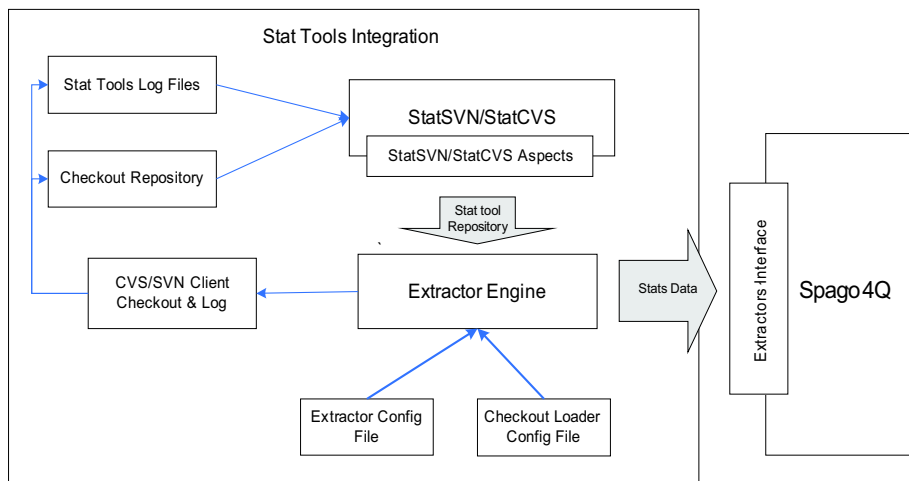 Stat Tools Integration
Stat Tools Log Files
StatSVN/StatCVS
StatSVN/StatCVS Aspects
Checkout Repository
Stat tool
Repository
CVS/SVN Client
Checkout & Log
Extractor Engine
Stats Data
Extractors Interface
Spago4Q
Extractor Config
File
Checkout Loader
Config File